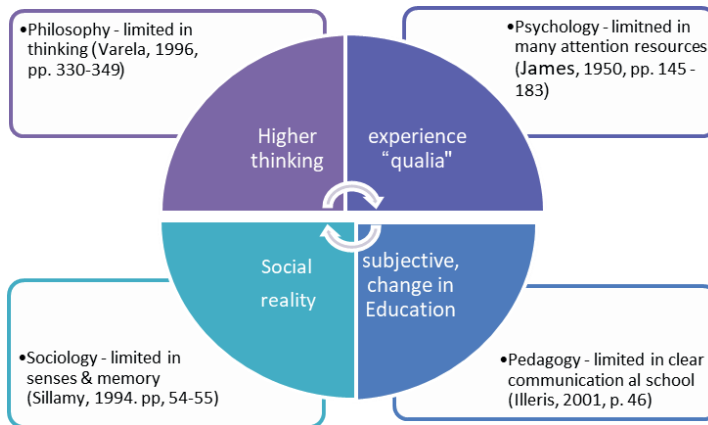 •Philosophy - limited in
thinking (Varela, 1996,
pp. 330-349)
•Psychology - limitned in
many attention resources
(James, 1950, pp. 145 -
183)
Higher
thinking
experience
“qualia"
Social
reality
subjective,
change in
Education
•Sociology - limited in
senses & memory
(Sillamy, 1994. pp, 54-55)
•Pedagogy - limited in clear
communication al school
(Illeris, 2001, p. 46)